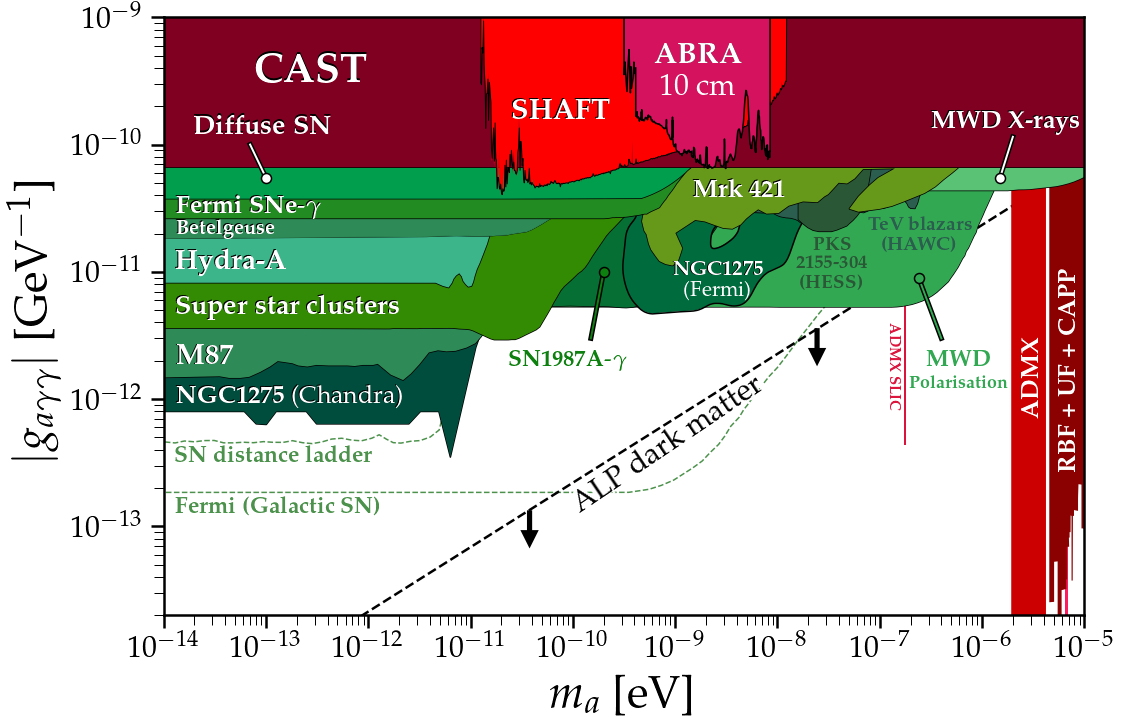 10⁻⁹
CAST
ABRA
10 cm
SHAFT
Diffuse SN
MWD X-rays
10⁻¹⁰
Mrk 421
Fermi SNe-γ
Betelgeuse
TeV blazars
(HAWC)
PKS
2155-304
(HESS)
Hydra-A
NGC1275
(Fermi)
10⁻¹¹
Super star clusters
M87
SN1987A-γ
MWD
Polarisation
ADMX SLIC
ADMX
RBF + UF + CAPP
10⁻¹²
NGC1275 (Chandra)
ALP dark matter
SN distance ladder
Fermi (Galactic SN)
10⁻¹³
|gₐᵧᵧ| [GeV⁻¹]
10⁻¹⁴ 10⁻¹³ 10⁻¹² 10⁻¹¹ 10⁻¹⁰ 10⁻⁹ 10⁻⁸ 10⁻⁷ 10⁻⁶ 10⁻⁵
mₐ [eV]